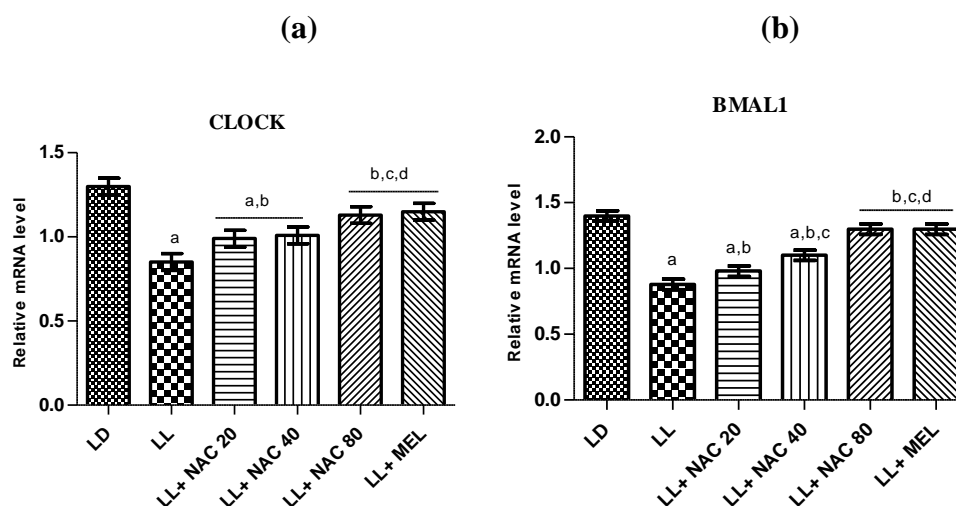 (a)
CLOCK
Relative mRNA level
1.5
1.0
0.5
0.0
a
a,b
b,c,d
LD
LL
LL+ NAC 20
LL+ NAC 40
LL+ NAC 80
LL+ MEL
(b)
BMAL1
Relative mRNA level
2.0
1.5
1.0
0.5
0.0
a
a,b
a,b,c
b,c,d
LD
LL
LL+ NAC 20
LL+ NAC 40
LL+ NAC 80
LL+ MEL